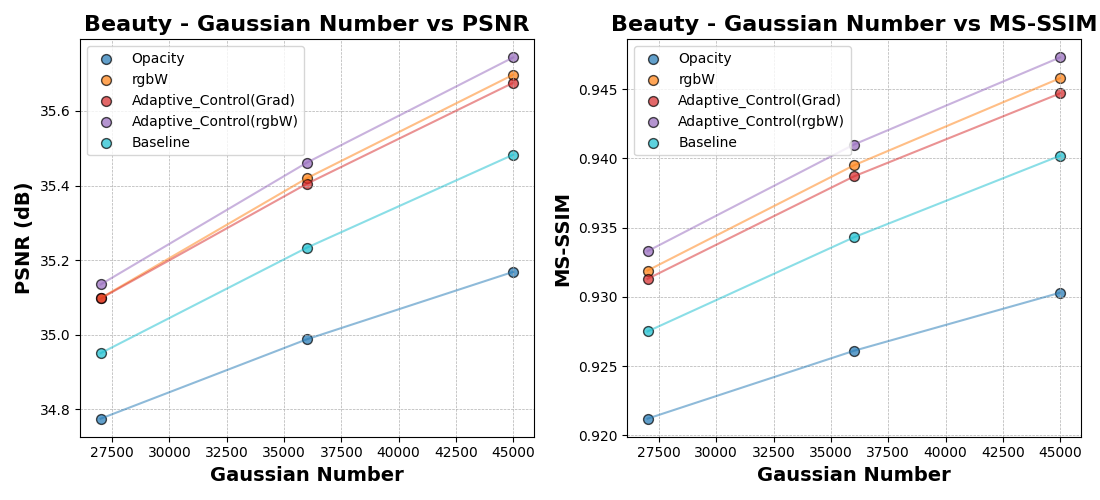 Beauty - Gaussian Number vs PSNR
Opacity
rgbW
Adaptive_Control(Grad)
Adaptive_Control(rgbW)
Baseline
PSNR (dB)
35.6
35.4
35.2
35.0
34.8
27500 30000 32500 35000 37500 40000 42500 45000
Gaussian Number
Beauty - Gaussian Number vs MS-SSIM
Opacity
rgbW
Adaptive_Control(Grad)
Adaptive_Control(rgbW)
Baseline
MS-SSIM
0.945
0.940
0.935
0.930
0.925
0.920
27500 30000 32500 35000 37500 40000 42500 45000
Gaussian Number